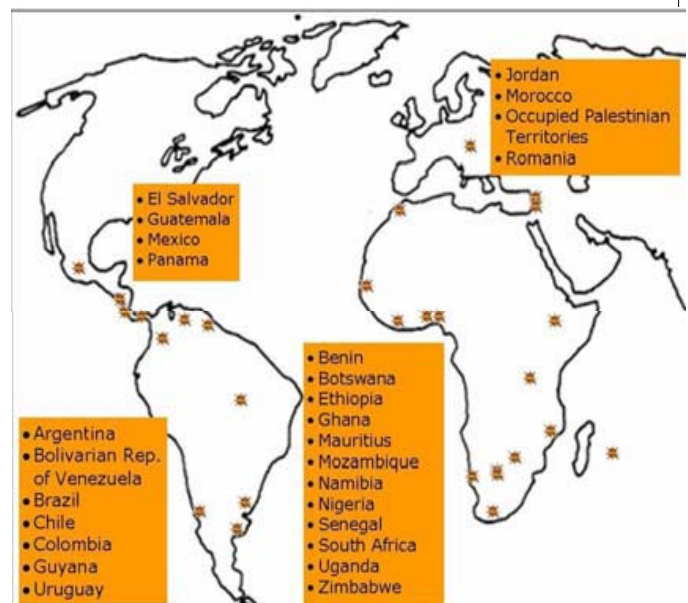 • Jordan
• Morocco
• Occupied Palestinian
Territories
• Romania
• El Salvador
• Guatemala
• Mexico
• Panama
• Benin
• Botswana
• Ethiopia
• Ghana
• Mauritius
• Mozambique
• Namibia
• Nigeria
• Senegal
• South Africa
• Uganda
• Zimbabwe
• Argentina
• Bolivarian Rep.
of Venezuela
• Brazil
• Chile
• Colombia
• Guyana
• Uruguay